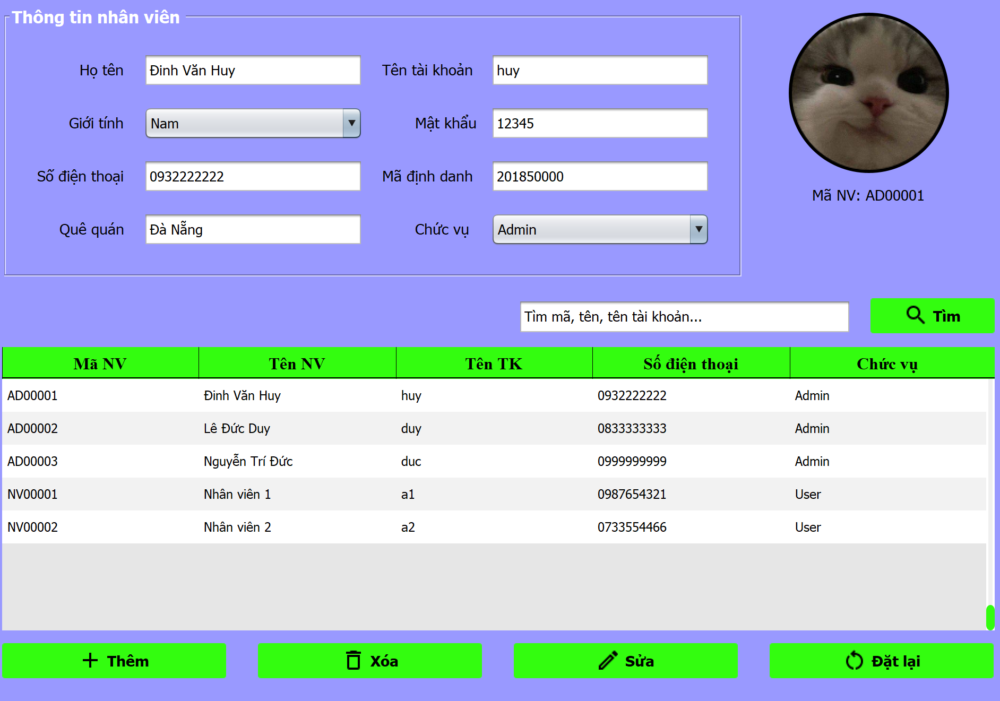 Thông tin nhân viên
Họ tên Đinh Văn Huy Tên tài khoản huy
Giới tính Nam Mật khẩu 12345
Số điện thoại 0932222222 Mã định danh 201850000
Mã NV: AD00001
Quê quán Đà Nẵng Chức vụ Admin
Tìm mã, tên, tên tài khoản... Tìm
Mã NV Tên NV Tên TK Số điện thoại Chức vụ
AD00001 Đinh Văn Huy huy 0932222222 Admin
AD00002 Lê Đức Duy duy 0833333333 Admin
AD00003 Nguyễn Trí Đức duc 0999999999 Admin
NV00001 Nhân viên 1 a1 0987654321 User
NV00002 Nhân viên 2 a2 0733554466 User
Thêm Xóa Sửa Đặt lại